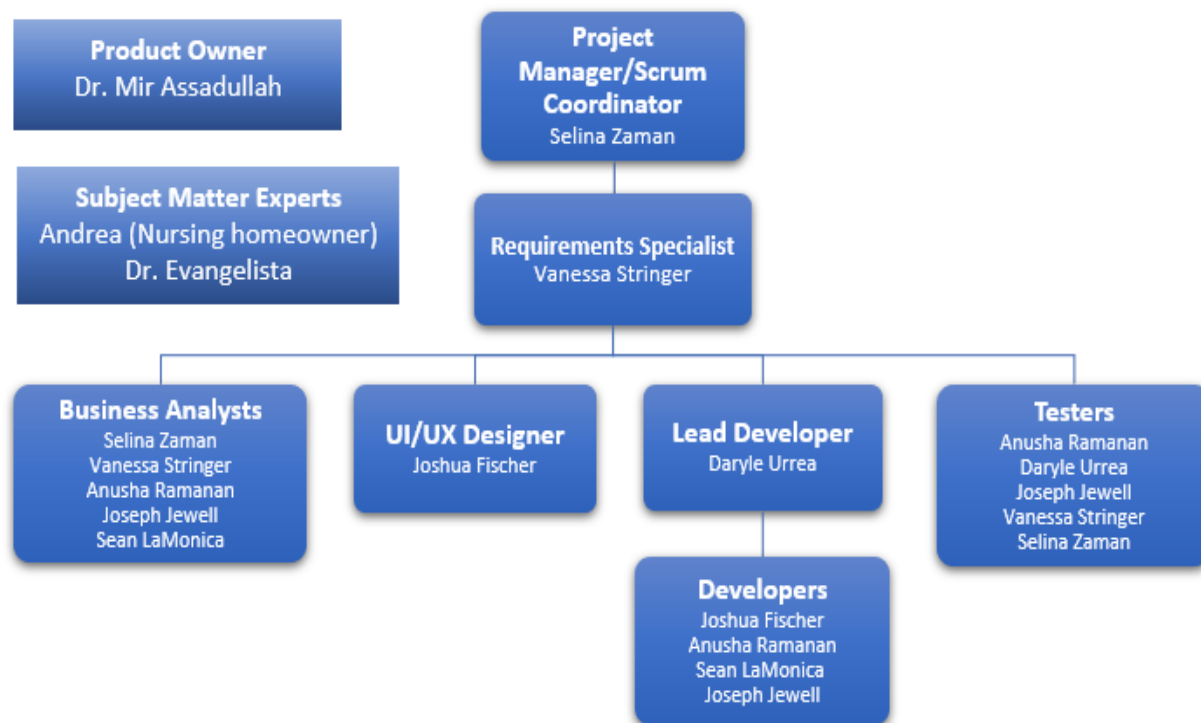 Product Owner
Dr. Mir Assadullah
Project
Manager/Scrum
Coordinator
Selina Zaman
Subject Matter Experts
Andrea (Nursing homeowner)
Dr. Evangelista
Requirements Specialist
Vanessa Stringer
Business Analysts
Selina Zaman
Vanessa Stringer
Anusha Ramanan
Joseph Jewell
Sean LaMonica
UI/UX Designer
Joshua Fischer
Lead Developer
Daryle Urrea
Testers
Anusha Ramanan
Daryle Urrea
Joseph Jewell
Vanessa Stringer
Selina Zaman
Developers
Joshua Fischer
Anusha Ramanan
Sean LaMonica
Joseph Jewell